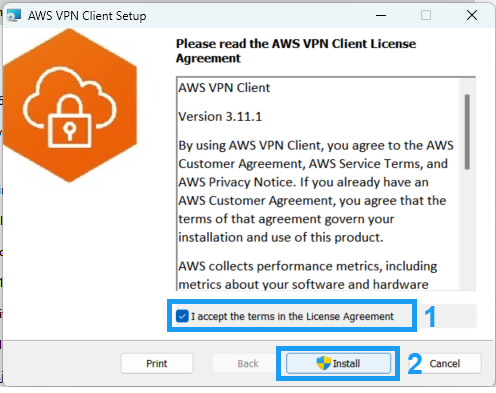 AWS VPN Client Setup
Please read the AWS VPN Client License
Agreement
AWS VPN Client
Version 3.11.1
By using AWS VPN Client, you agree to the AWS
Customer Agreement, AWS Service Terms, and
AWS Privacy Notice. If you already have an
AWS Customer Agreement, you agree that the
terms of that agreement govern your
installation and use of this product.
AWS collects performance metrics, including
metrics about your software and hardware
I accept the terms in the License Agreement 1
Print Back Install 2 Cancel